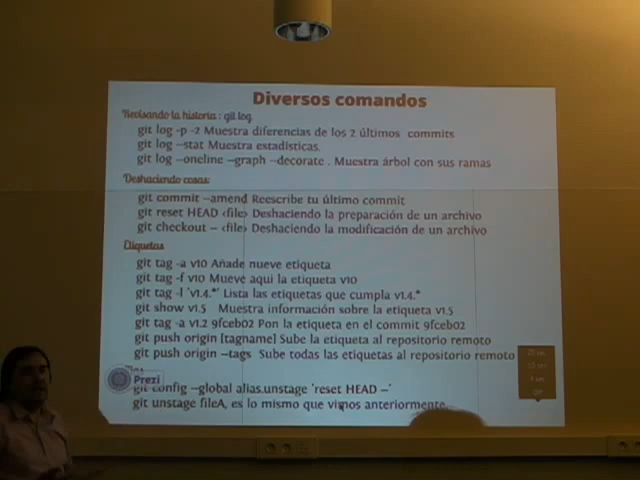 Diversos comandos
Revisando la historia : git log
git log -p -2 Muestra diferencias de los 2 últimos commits
git log —stat Muestra estadísticas.
git log —oneline —graph —decorate . Muestra árbol con sus ramas
Deshaciendo cosas:
git commit —amend Reescribe tu último commit
git reset HEAD <file> Deshaciendo la preparación de un archivo
git checkout — <file> Deshaciendo la modificación de un archivo
Etiquetas
git tag -a v10 Añade nueve etiqueta
git tag -f v10 Mueve aqui la etiqueta v10
git tag -l 'v1.4.*' Lista las etiquetas que cumpla v1.4.*
git show v1.5 Muestra información sobre la etiqueta v1.5
git tag -a v1.2 9fceb02 Pon la etiqueta en el commit 9fceb02
git push origin [tagname] Sube la etiqueta al repositorio remoto
git push origin —tags Sube todas las etiquetas al repositorio remoto
Prezi
git config —global alias.unstage 'reset HEAD —'
git unstage fileA, es lo mismo que vimos anteriormente